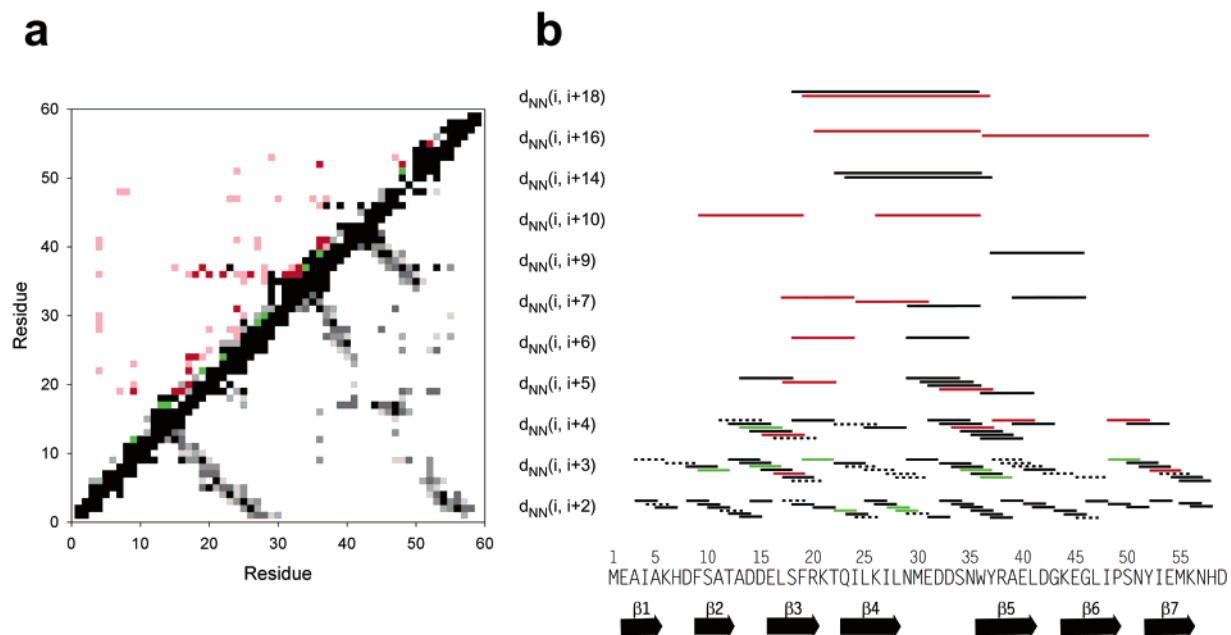 a
b
60
50
40
30
20
10
0
Residue
0 10 20 30 40 50 60
Residue
dNN(i, i+18)
dNN(i, i+16)
dNN(i, i+14)
dNN(i, i+10)
dNN(i, i+9)
dNN(i, i+7)
dNN(i, i+6)
dNN(i, i+5)
dNN(i, i+4)
dNN(i, i+3)
dNN(i, i+2)
1 5 10 15 20 25 30 35 40 45 50 55
MEAIAKHDFSATADDELSFRKTQILKILNMEDDSNWYRAELDGKEGLIPSNYIEMKNHD
β1 β2 β3 β4 β5 β6 β7